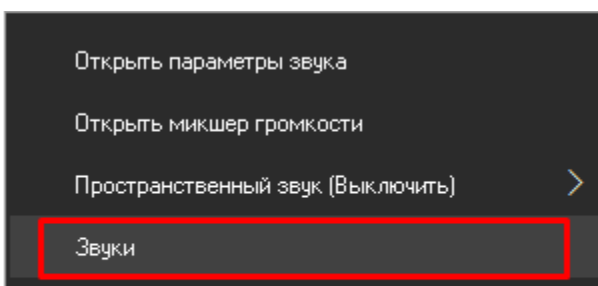 Открыть параметры звука
Открыть микшер громкости
Пространственный звук (Выключить)
Звуки